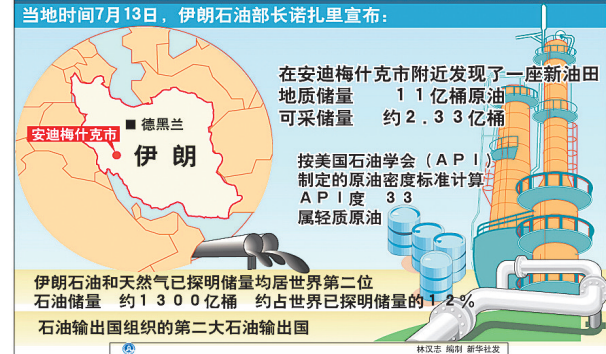 当地时间7月13日，伊朗石油部长诺扎里宣布：
在安迪梅什克市附近发现了一座新油田
地质储量 11亿桶原油
可采储量 约2.33亿桶
德黑兰
安迪梅什克市
伊朗
按美国石油学会（API）
制定的原油密度标准计算
API度 33
属轻质原油
伊朗石油和天然气已探明储量均居世界第二位
石油储量 约1300亿桶 约占世界已探明储量的12%
石油输出国组织的第二大石油输出国
林汉志 编制 新华社发